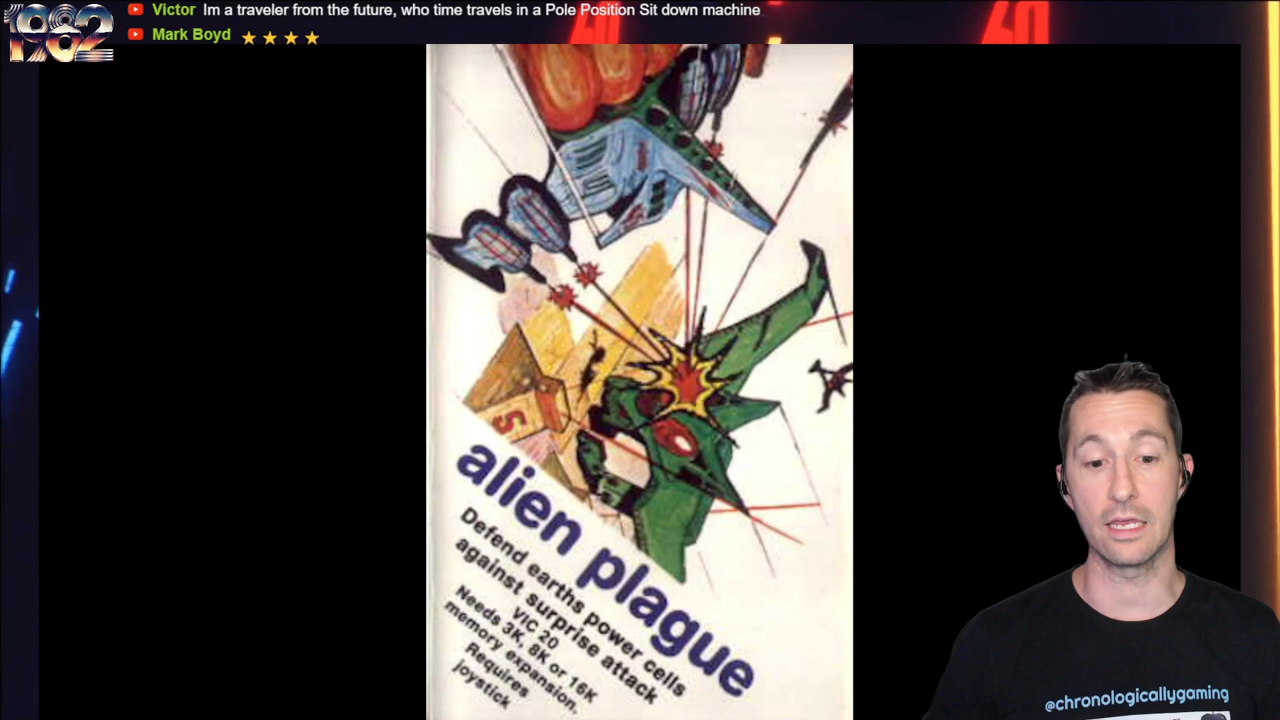 1982
Victor Im a traveler from the future, who time travels in a Pole Position Sit down machine
Mark Boyd
5
alien plague
Defend earths power cells
against surprise attack
VIC 20
Needs 3K, 8K or 16K
memory expansion,
Requires
joystick
@chronologicallygaming